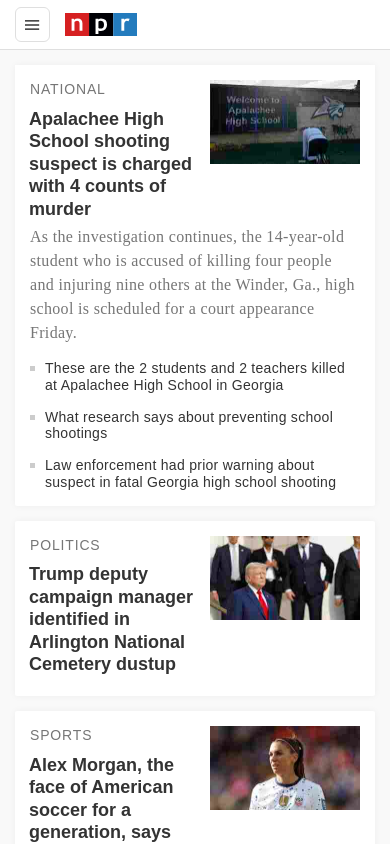 npr
NATIONAL
Apalachee High
School shooting
suspect is charged
with 4 counts of
murder
Welcome to
Apalachee
High School
As the investigation continues, the 14-year-old
student who is accused of killing four people
and injuring nine others at the Winder, Ga., high
school is scheduled for a court appearance
Friday.
These are the 2 students and 2 teachers killed
at Apalachee High School in Georgia
What research says about preventing school
shootings
Law enforcement had prior warning about
suspect in fatal Georgia high school shooting
POLITICS
Trump deputy
campaign manager
identified in
Arlington National
Cemetery dustup
SPORTS
Alex Morgan, the
face of American
soccer for a
generation, says